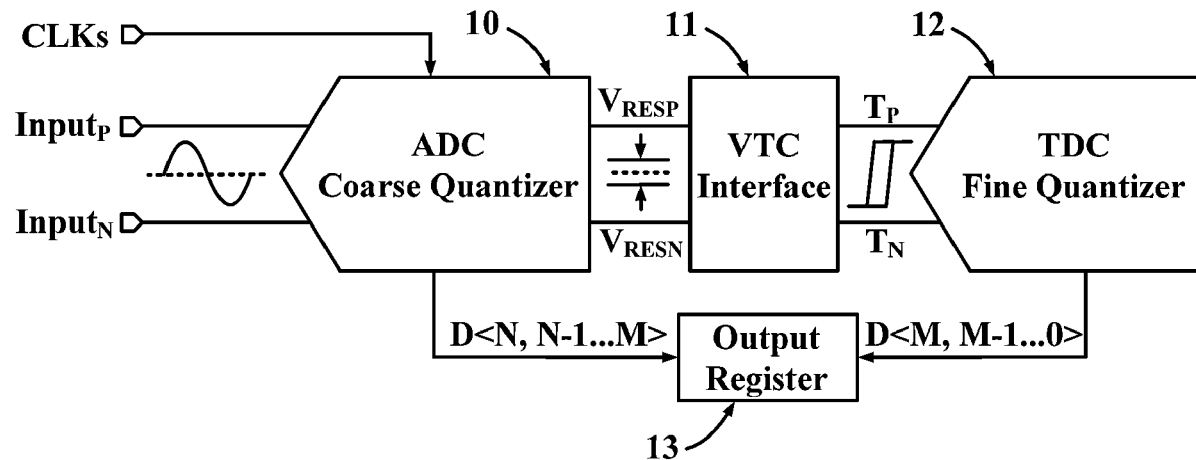 CLKs
10
11
12
Input_P
V_RESP
T_P
ADC
Coarse Quantizer
VTC
Interface
TDC
Fine Quantizer
Input_N
V_RESN
T_N
D<N, N-1...M>
Output
Register
D<M, M-1...0>
13